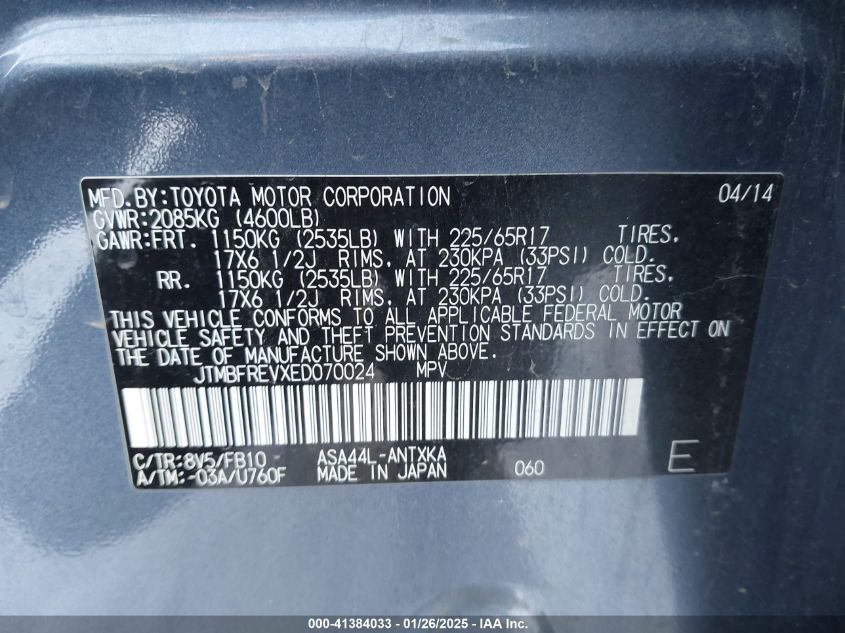 MFD. BY: TOYOTA MOTOR CORPORATION 04/14
GVWR: 2085KG (4600LB)
GAWR: FRT. 1150KG (2535LB) WITH 225/65R17 TIRES,
17X6 1/2J RIMS, AT 230KPA (33PSI) COLD.
RR. 1150KG (2535LB) WITH 225/65R17 TIRES,
17X6 1/2J RIMS, AT 230KPA (33PSI) COLD.
THIS VEHICLE CONFORMS TO ALL APPLICABLE FEDERAL MOTOR
VEHICLE SAFETY AND THEFT PREVENTION STANDARDS IN EFFECT ON
THE DATE OF MANUFACTURE SHOWN ABOVE.
JTMBFREVXED070024 MPV
C/TR: 8V5/FB10 ASA44L-ANTXKA
A/TM: -03A/U760F MADE IN JAPAN 060 E
000-41384033 — 01/26/2025 — IAA Inc.